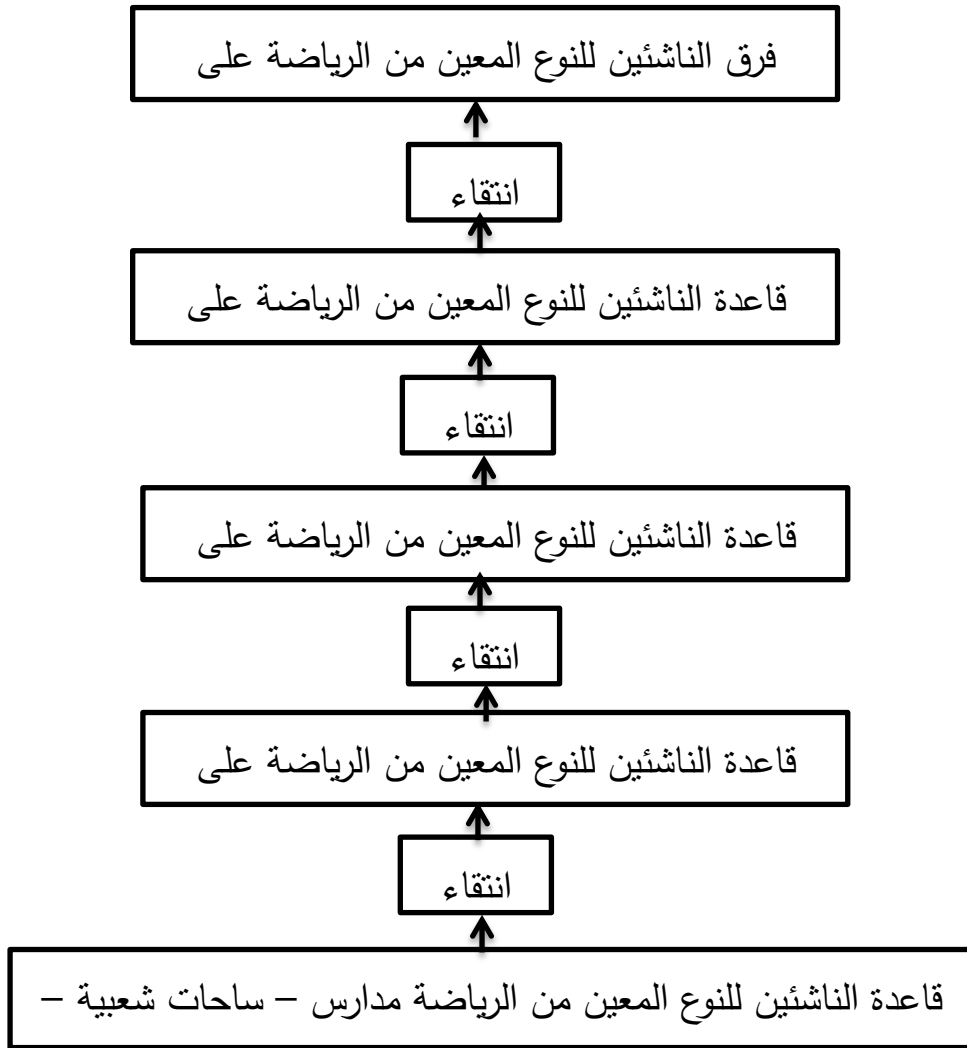 فرق الناشئين للنوع المعين من الرياضة على
انتقاء
قاعدة الناشئين للنوع المعين من الرياضة على
انتقاء
قاعدة الناشئين للنوع المعين من الرياضة على
انتقاء
قاعدة الناشئين للنوع المعين من الرياضة على
انتقاء
قاعدة الناشئين للنوع المعين من الرياضة مدارس – ساحات شعبية –